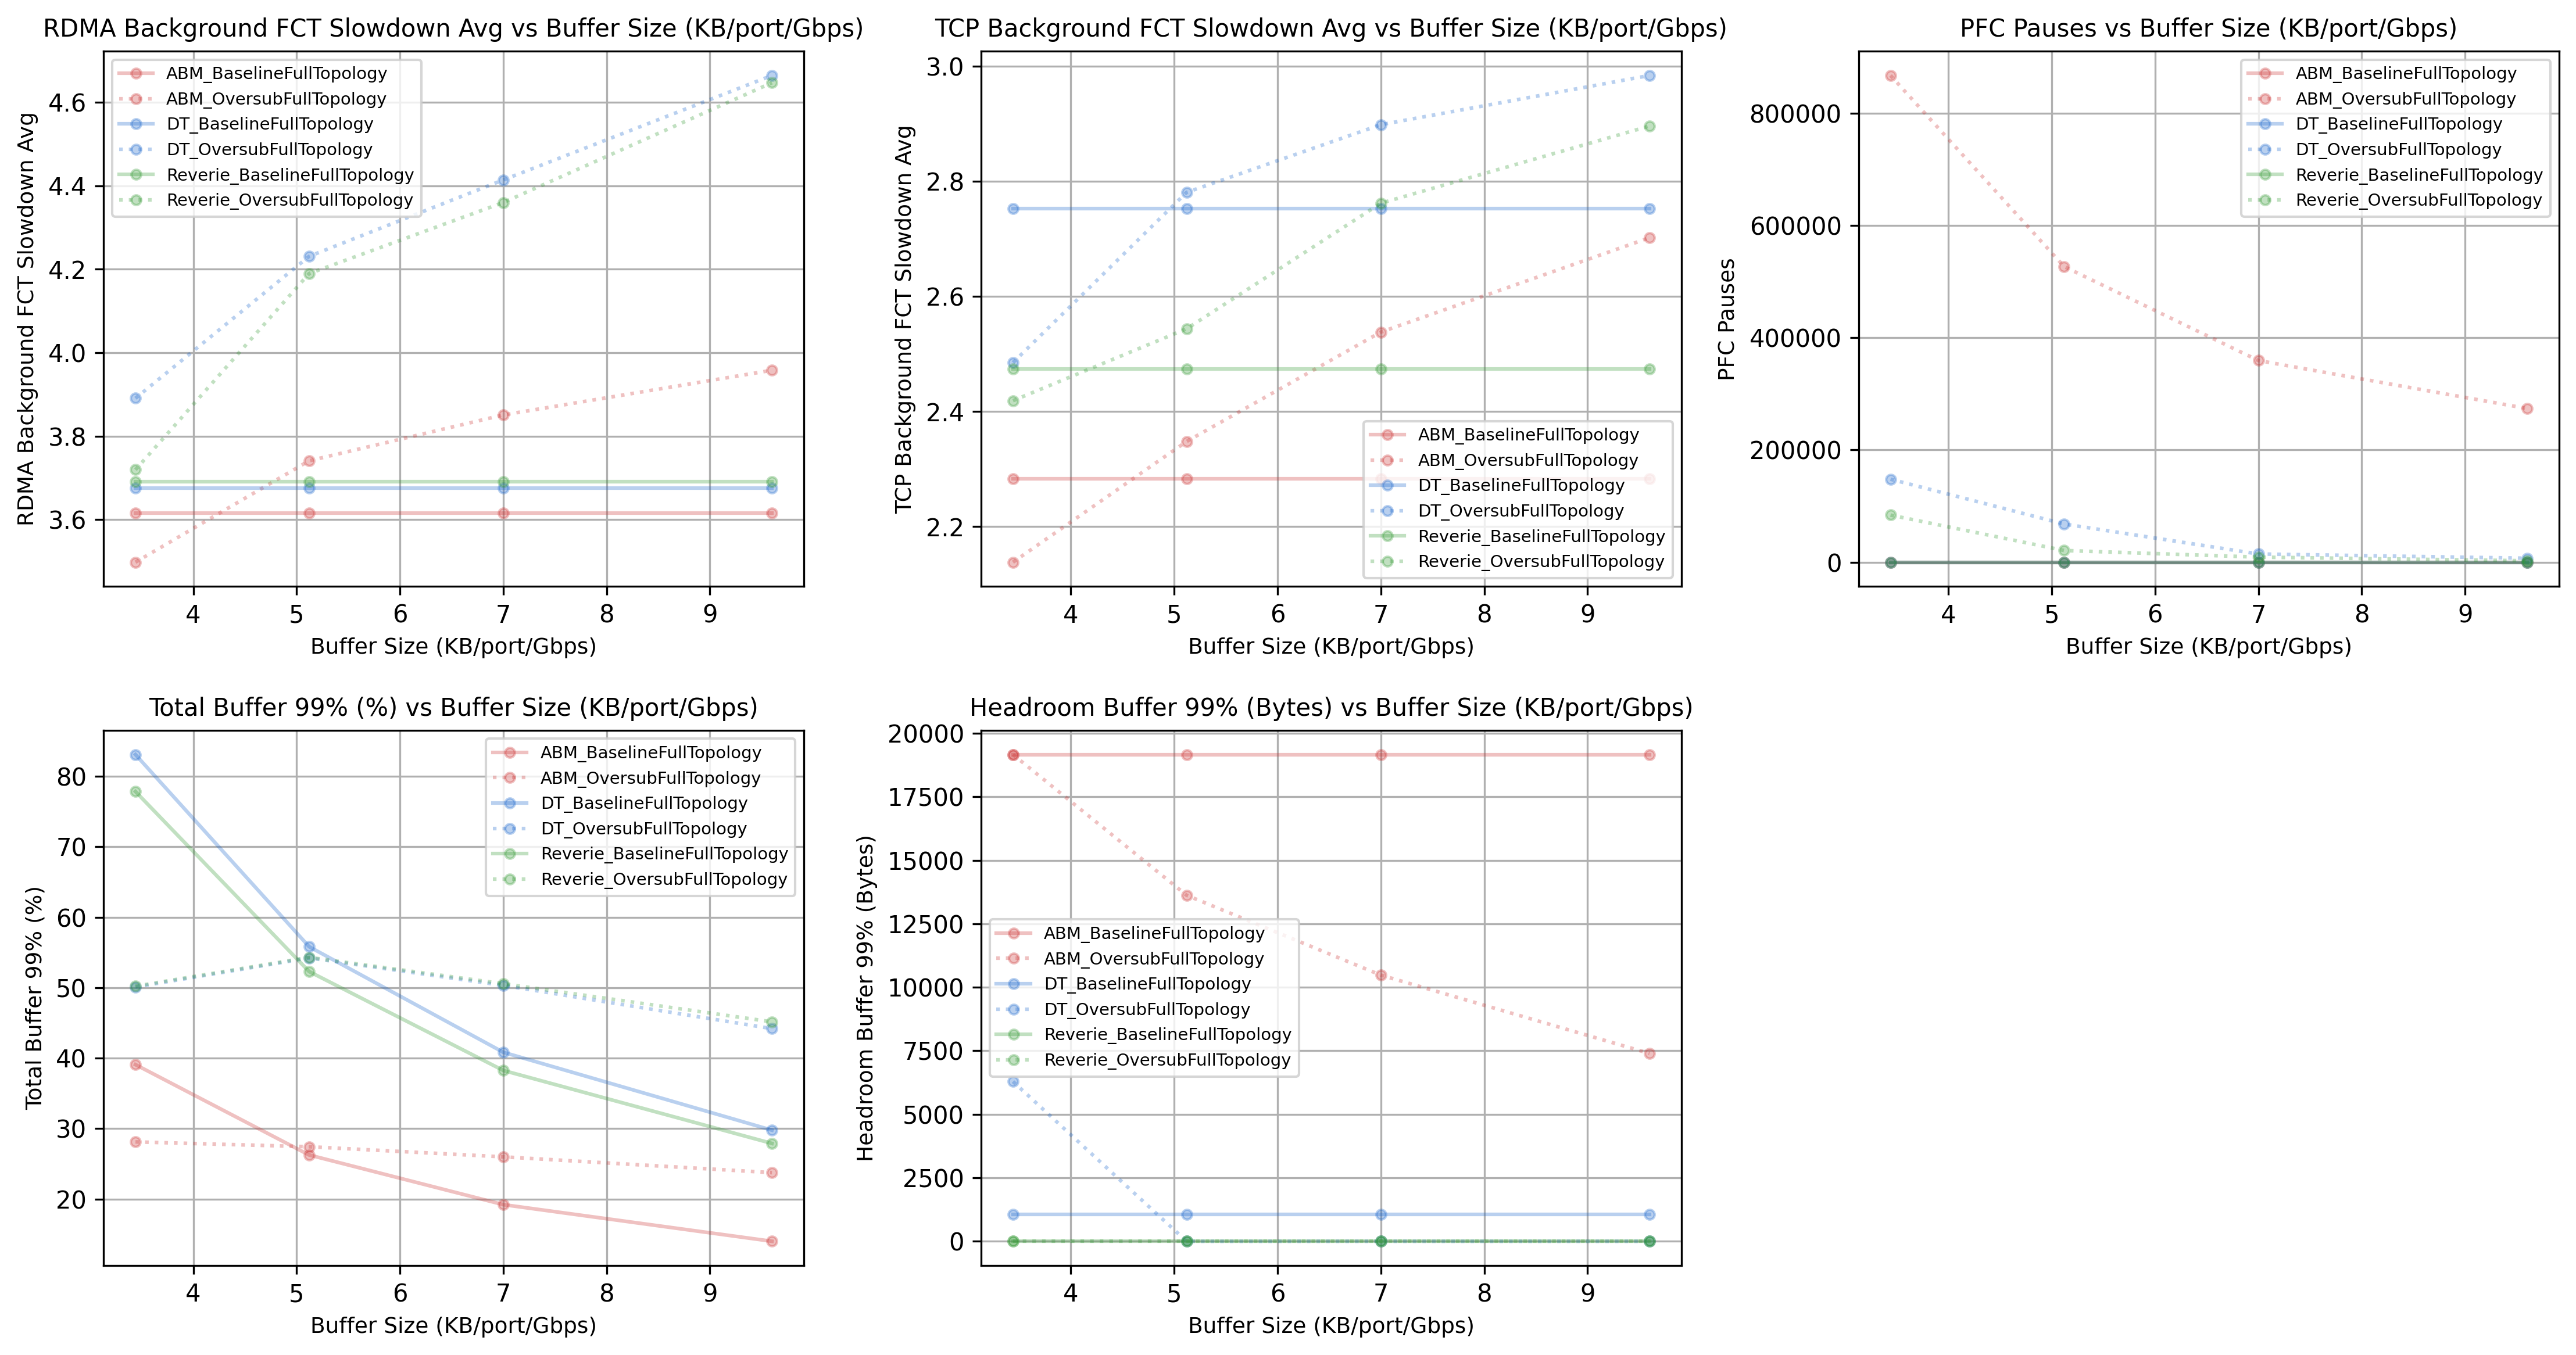 RDMA Background FCT Slowdown Avg vs Buffer Size (KB/port/Gbps)
RDMA Background FCT Slowdown Avg
4.6
4.4
4.2
4.0
3.8
3.6
ABM_BaselineFullTopology
ABM_OversubFullTopology
DT_BaselineFullTopology
DT_OversubFullTopology
Reverie_BaselineFullTopology
Reverie_OversubFullTopology
4 5 6 7 8 9
Buffer Size (KB/port/Gbps)
TCP Background FCT Slowdown Avg vs Buffer Size (KB/port/Gbps)
TCP Background FCT Slowdown Avg
3.0
2.8
2.6
2.4
2.2
ABM_BaselineFullTopology
ABM_OversubFullTopology
DT_BaselineFullTopology
DT_OversubFullTopology
Reverie_BaselineFullTopology
Reverie_OversubFullTopology
4 5 6 7 8 9
Buffer Size (KB/port/Gbps)
PFC Pauses vs Buffer Size (KB/port/Gbps)
PFC Pauses
800000
600000
400000
200000
0
ABM_BaselineFullTopology
ABM_OversubFullTopology
DT_BaselineFullTopology
DT_OversubFullTopology
Reverie_BaselineFullTopology
Reverie_OversubFullTopology
4 5 6 7 8 9
Buffer Size (KB/port/Gbps)
Total Buffer 99% (%) vs Buffer Size (KB/port/Gbps)
Total Buffer 99% (%)
80
70
60
50
40
30
20
ABM_BaselineFullTopology
ABM_OversubFullTopology
DT_BaselineFullTopology
DT_OversubFullTopology
Reverie_BaselineFullTopology
Reverie_OversubFullTopology
4 5 6 7 8 9
Buffer Size (KB/port/Gbps)
Headroom Buffer 99% (Bytes) vs Buffer Size (KB/port/Gbps)
Headroom Buffer 99% (Bytes)
20000
17500
15000
12500
10000
7500
5000
2500
0
ABM_BaselineFullTopology
ABM_OversubFullTopology
DT_BaselineFullTopology
DT_OversubFullTopology
Reverie_BaselineFullTopology
Reverie_OversubFullTopology
4 5 6 7 8 9
Buffer Size (KB/port/Gbps)